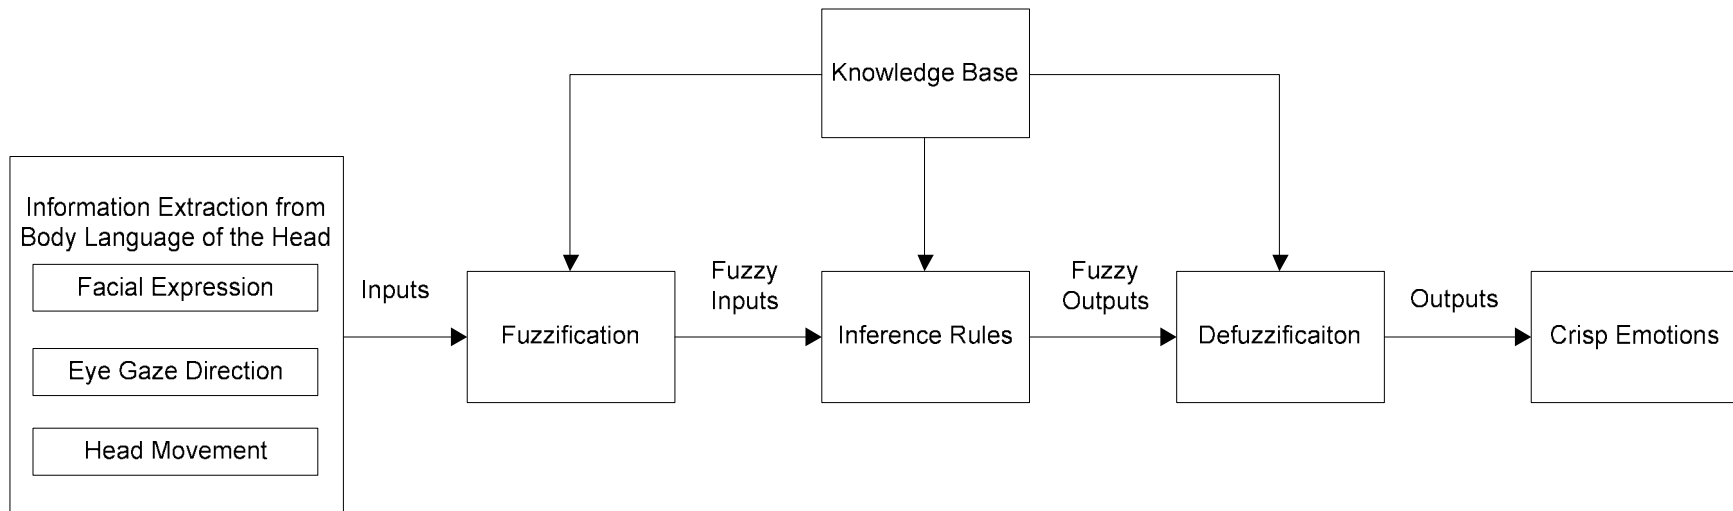 Knowledge Base
Information Extraction from
Body Language of the Head
Facial Expression
Eye Gaze Direction
Head Movement
Inputs
Fuzzification
Fuzzy
Inputs
Inference Rules
Fuzzy
Outputs
Defuzzificaiton
Outputs
Crisp Emotions